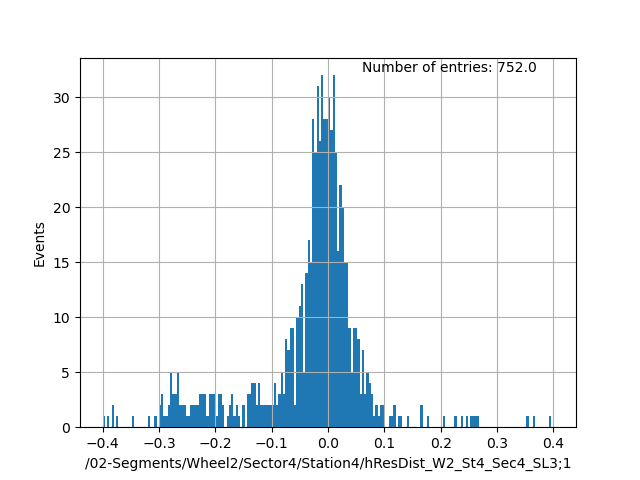 Number of entries: 752.0
30
25
20
15
10
5
0
Events
−0.4 −0.3 −0.2 −0.1 0.0 0.1 0.2 0.3 0.4
/02-Segments/Wheel2/Sector4/Station4/hResDist_W2_St4_Sec4_SL3;1